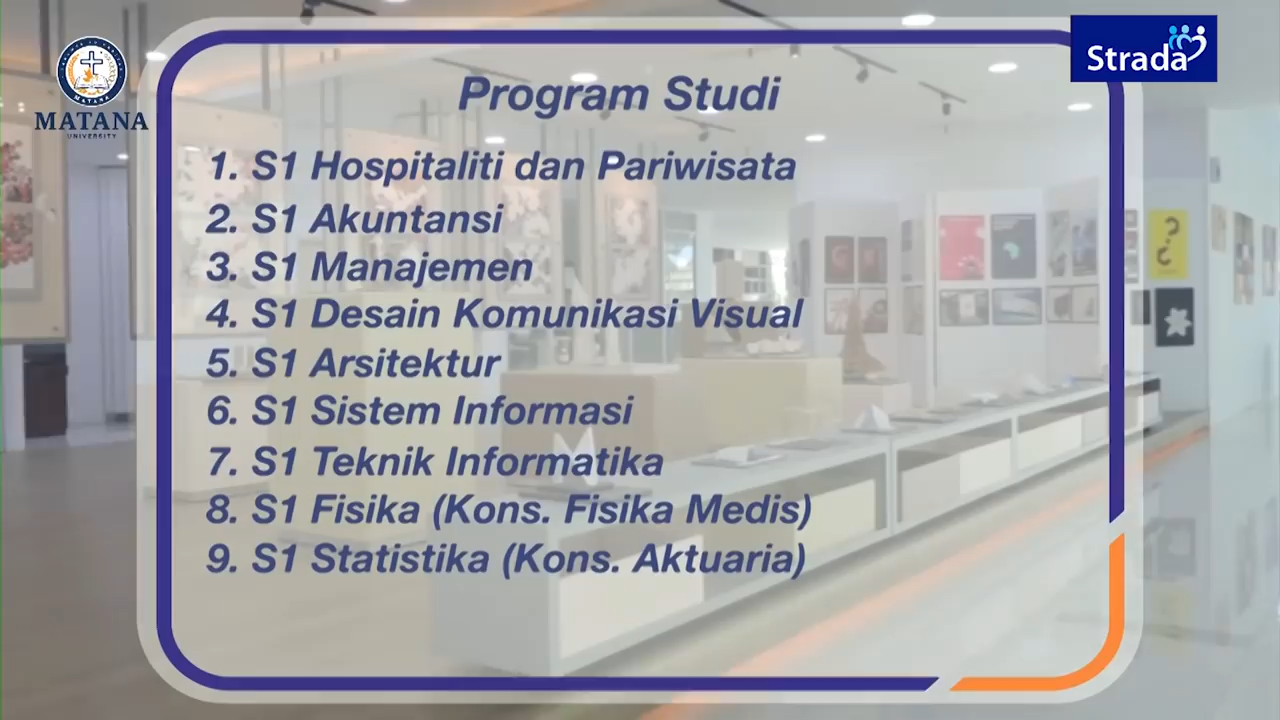 MATANA
UNIVERSITY
Strada
Program Studi
1. S1 Hospitaliti dan Pariwisata
2. S1 Akuntansi
3. S1 Manajemen
4. S1 Desain Komunikasi Visual
5. S1 Arsitektur
6. S1 Sistem Informasi
7. S1 Teknik Informatika
8. S1 Fisika (Kons. Fisika Medis)
9. S1 Statistika (Kons. Aktuaria)